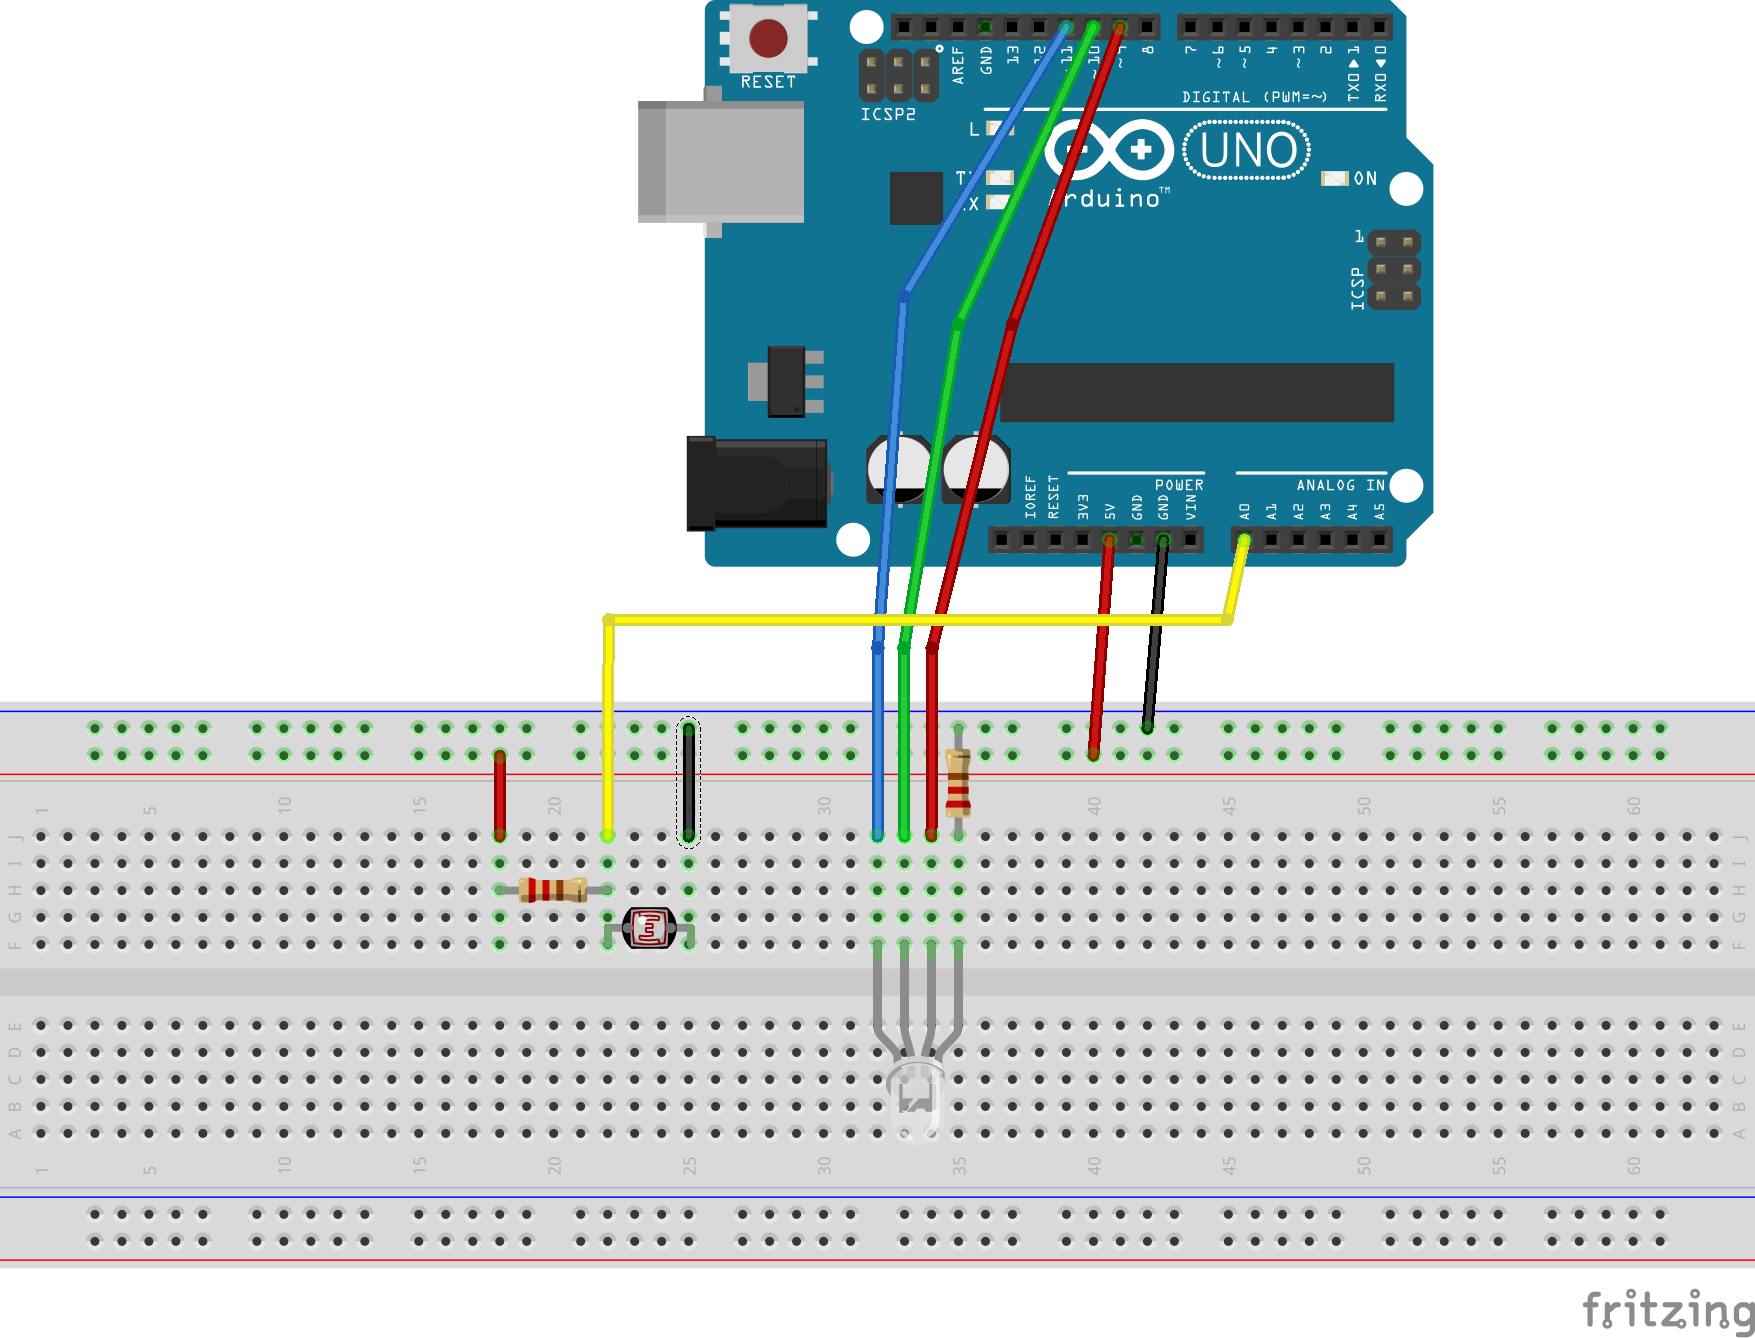 RESET
ICSP2
AREF
GND
13
12
~11
~10
~9
8
7
~6
~5
4
~3
2
TX0▶1
RX0◀0
DIGITAL (PWM=~)
L
TX
RX
UNO
ON
Arduino™
1
ICSP
POWER
ANALOG IN
IOREF
RESET
3V3
5V
GND
GND
VIN
A0
A1
A2
A3
A4
A5
1 5 10 15 20 25 30 35 40 45 50 55 60
J J
I I
H H
G G
F F
E E
D D
C C
B B
A A
1 5 10 15 20 25 30 35 40 45 50 55 60
fritzing